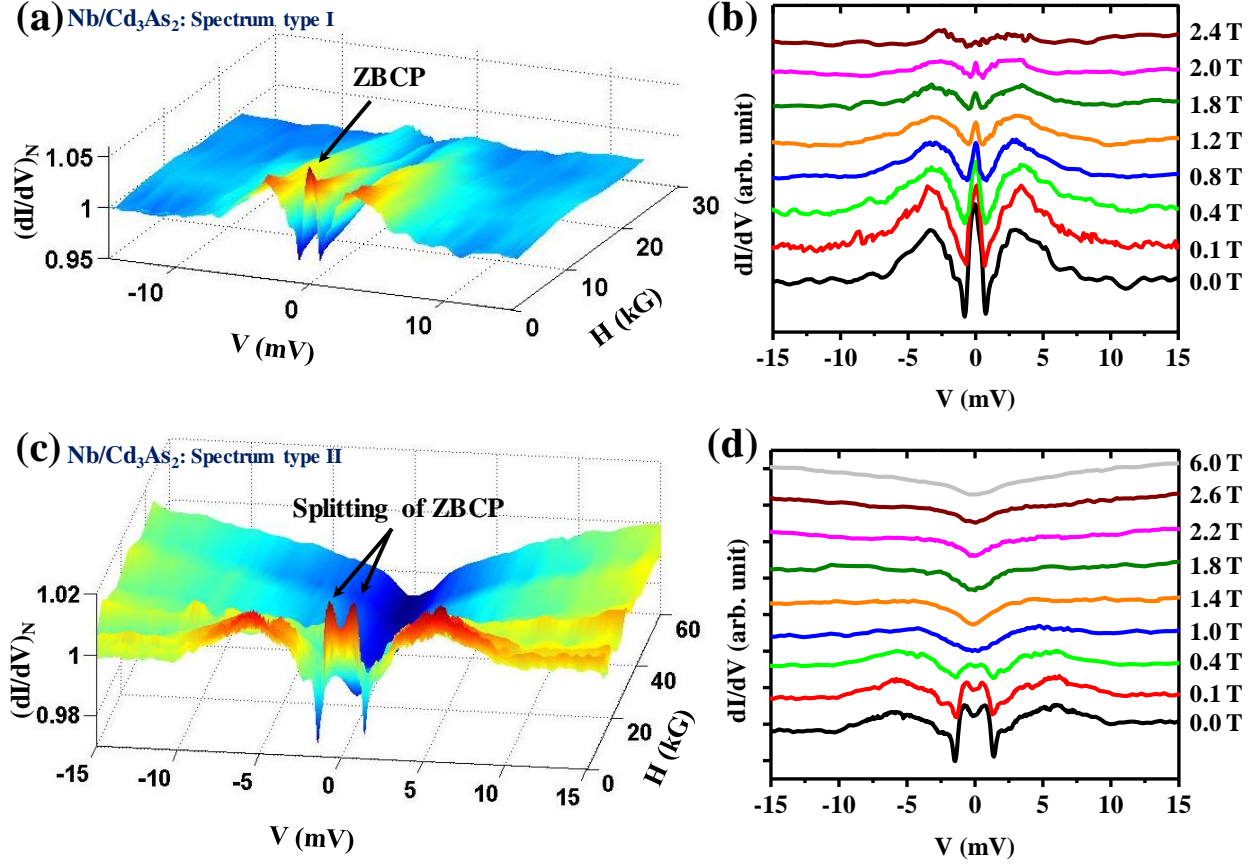 (a) Nb/Cd₃As₂: Spectrum type I
ZBCP
1.05
1
0.95
(dI/dV)N
-10
0
10
V (mV)
0
10
20
30
H (kG)
(b)
2.4 T
2.0 T
1.8 T
1.2 T
0.8 T
0.4 T
0.1 T
0.0 T
dI/dV (arb. unit)
-15 -10 -5 0 5 10 15
V (mV)
(c) Nb/Cd₃As₂: Spectrum type II
Splitting of ZBCP
1.02
1
0.98
(dI/dV)N
-15
-10
-5
0
5
10
15
V (mV)
0
20
40
60
H (kG)
(d)
6.0 T
2.6 T
2.2 T
1.8 T
1.4 T
1.0 T
0.4 T
0.1 T
0.0 T
dI/dV (arb. unit)
-15 -10 -5 0 5 10 15
V (mV)